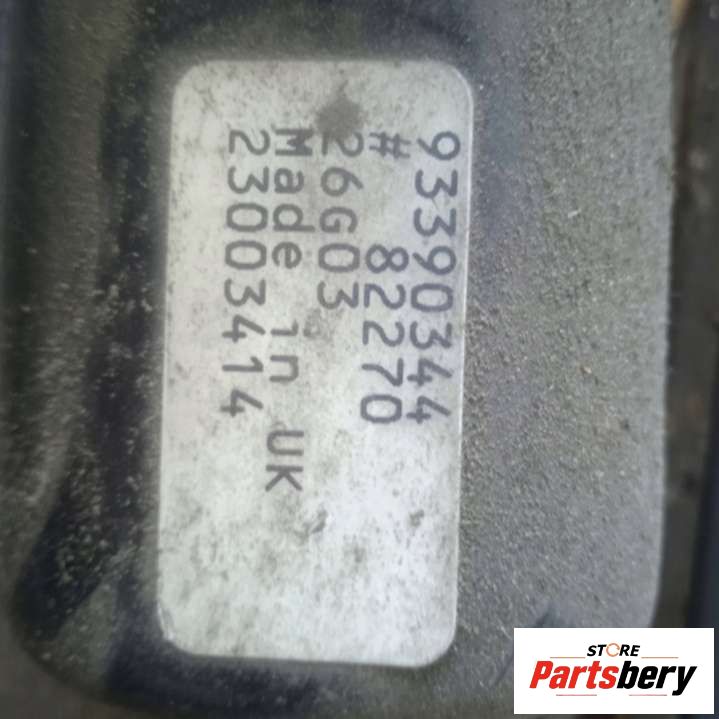 93390344
# 82270
26G03
Made in UK
23003414
STORE
Partsbery